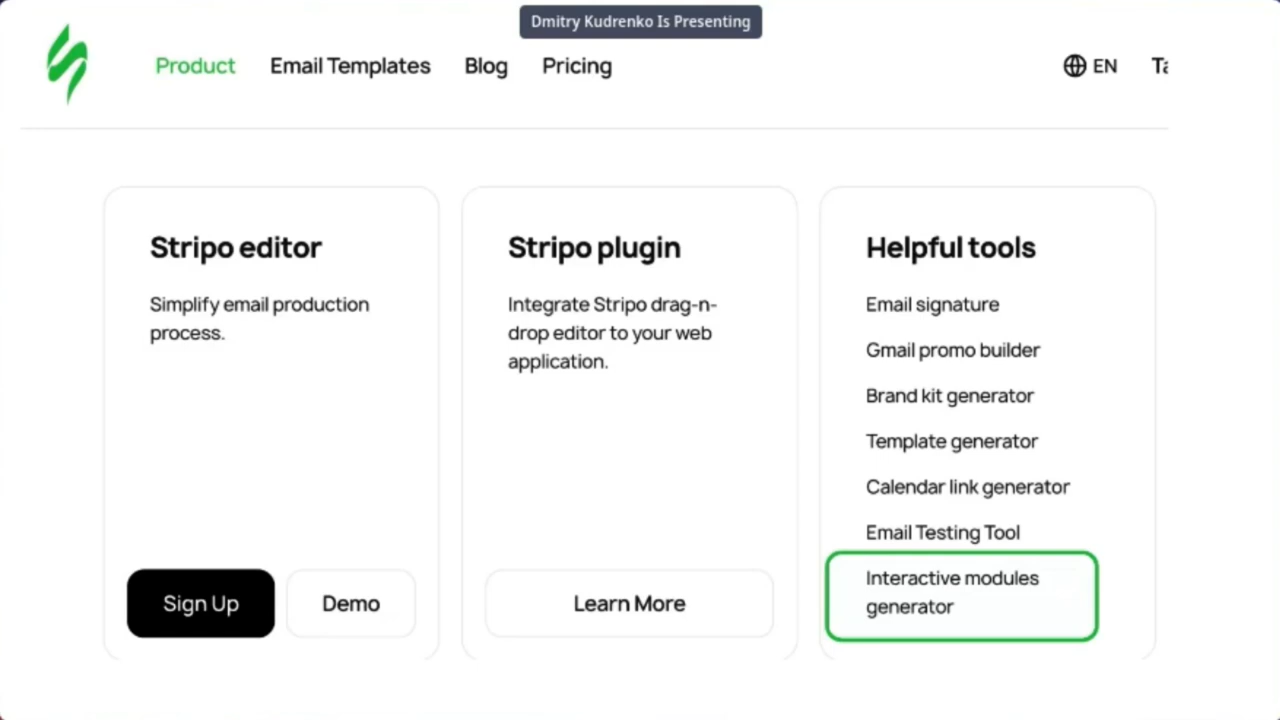 Dmitry Kudrenko Is Presenting
Product Email Templates Blog Pricing EN
Stripo editor
Simplify email production
process.
Sign Up Demo
Stripo plugin
Integrate Stripo drag-n-
drop editor to your web
application.
Learn More
Helpful tools
Email signature
Gmail promo builder
Brand kit generator
Template generator
Calendar link generator
Email Testing Tool
Interactive modules
generator